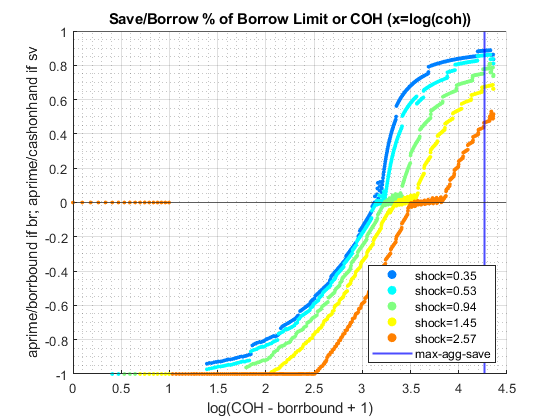 Save/Borrow % of Borrow Limit or COH (x=log(coh))
aprime/borrbound if br; aprime/cashonhand if sv
1
0.8
0.6
0.4
0.2
0
-0.2
-0.4
-0.6
-0.8
-1
shock=0.35
shock=0.53
shock=0.94
shock=1.45
shock=2.57
max-agg-save
0 0.5 1 1.5 2 2.5 3 3.5 4 4.5
log(COH - borrbound + 1)